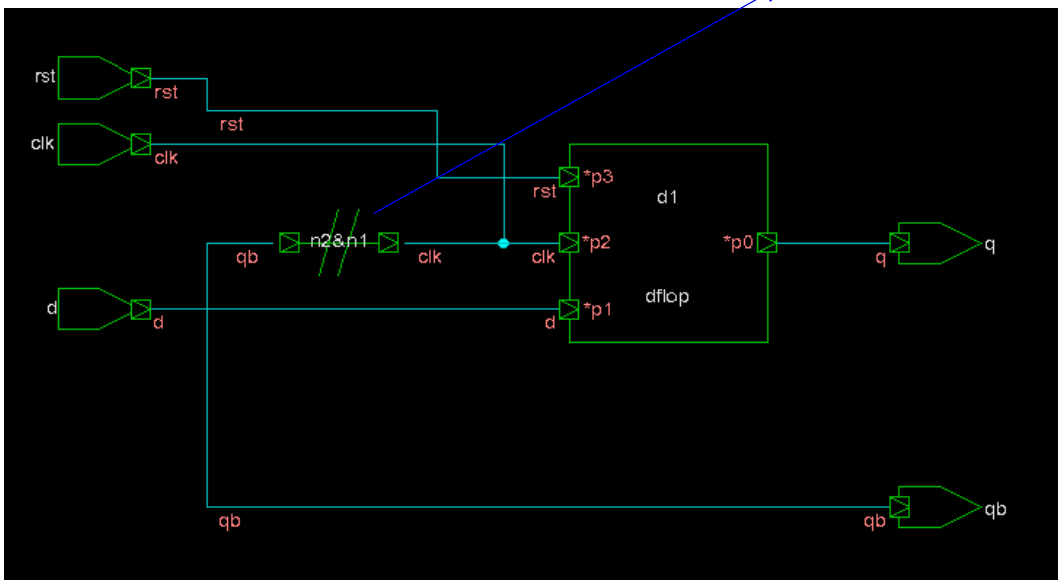 rst
rst
rst
clk
clk
rst
*p3
d1
qb
n2&n1
clk
clk
*p2
*p0
q
q
dflop
d
d
d
*p1
qb
qb
qb